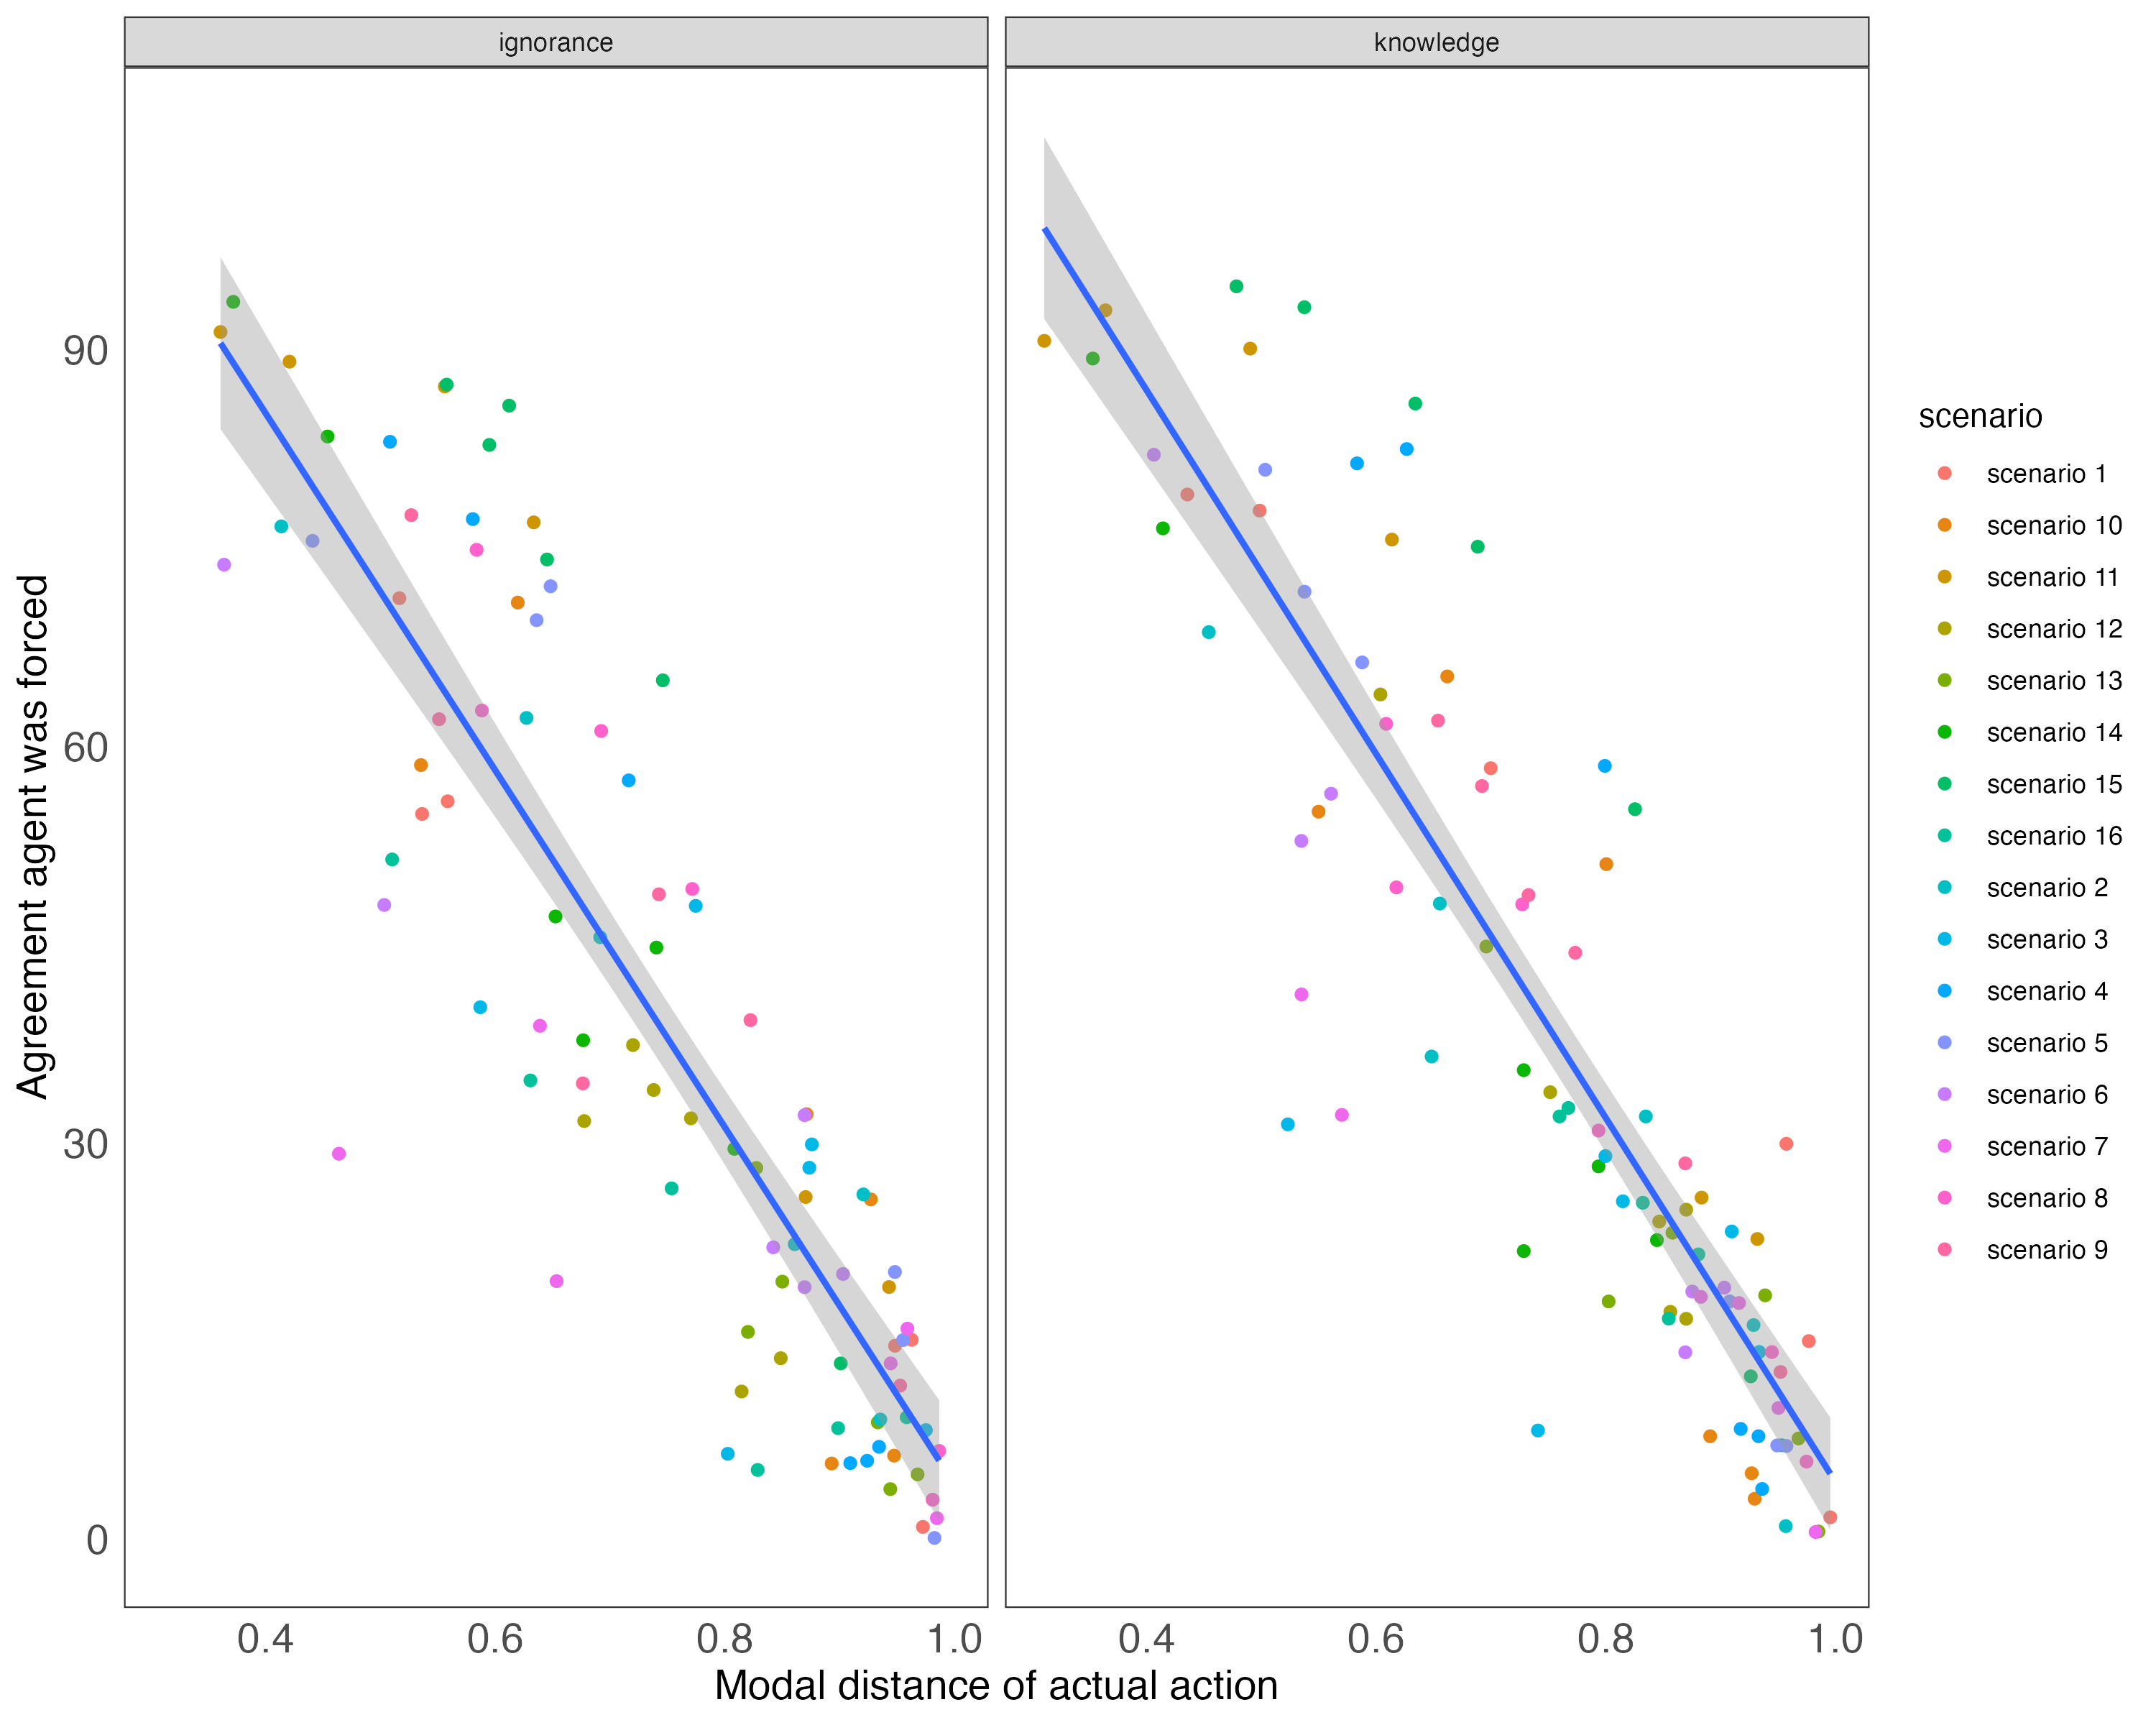 ignorance
knowledge
Agreement agent was forced
90
60
30
0
0.4
0.6
0.8
1.0
0.4
0.6
0.8
1.0
Modal distance of actual action
scenario
scenario 1
scenario 10
scenario 11
scenario 12
scenario 13
scenario 14
scenario 15
scenario 16
scenario 2
scenario 3
scenario 4
scenario 5
scenario 6
scenario 7
scenario 8
scenario 9